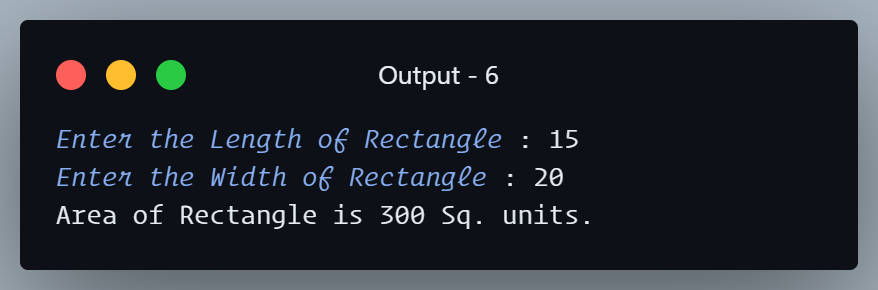 Output - 6
Enter the Length of Rectangle : 15
Enter the Width of Rectangle : 20
Area of Rectangle is 300 Sq. units.